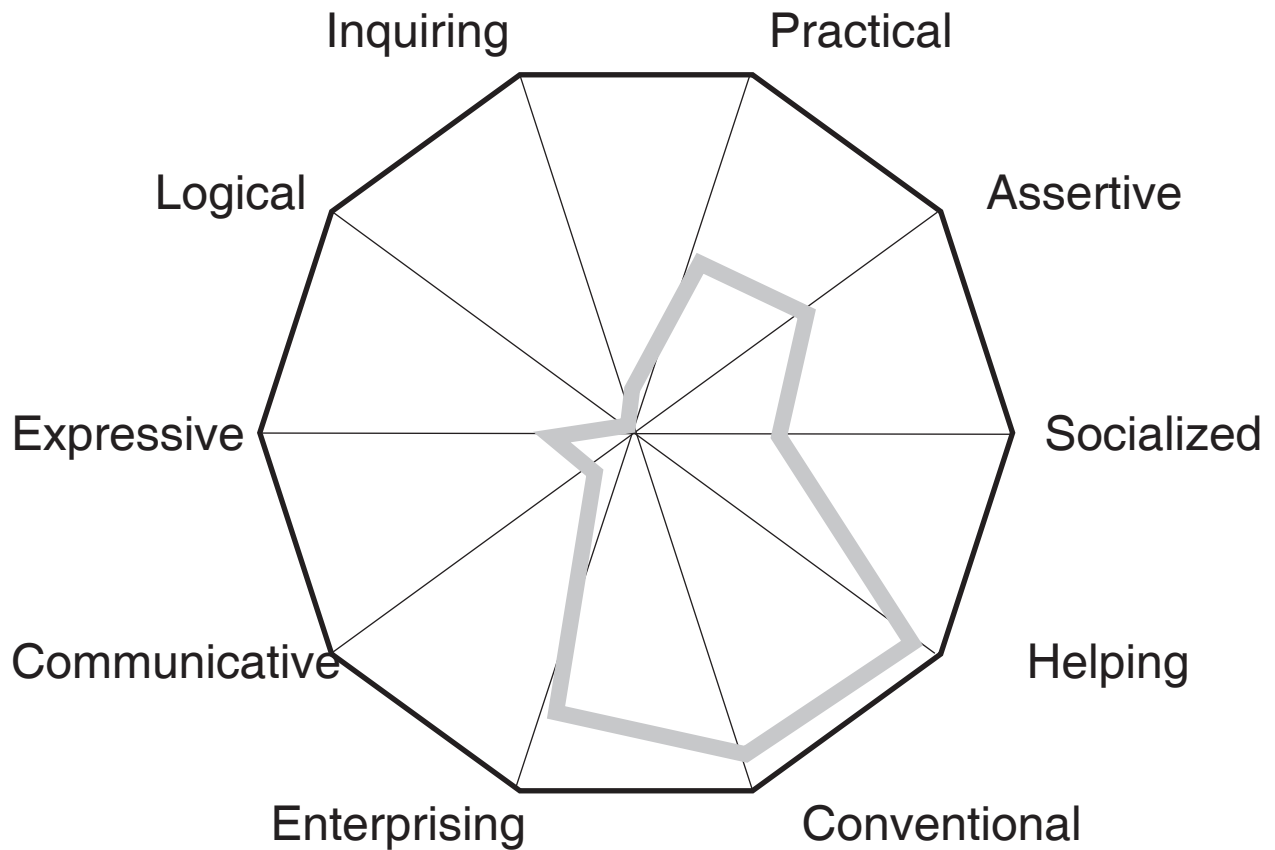 Inquiring
Practical
Logical
Assertive
Expressive
Socialized
Communicative
Helping
Enterprising
Conventional